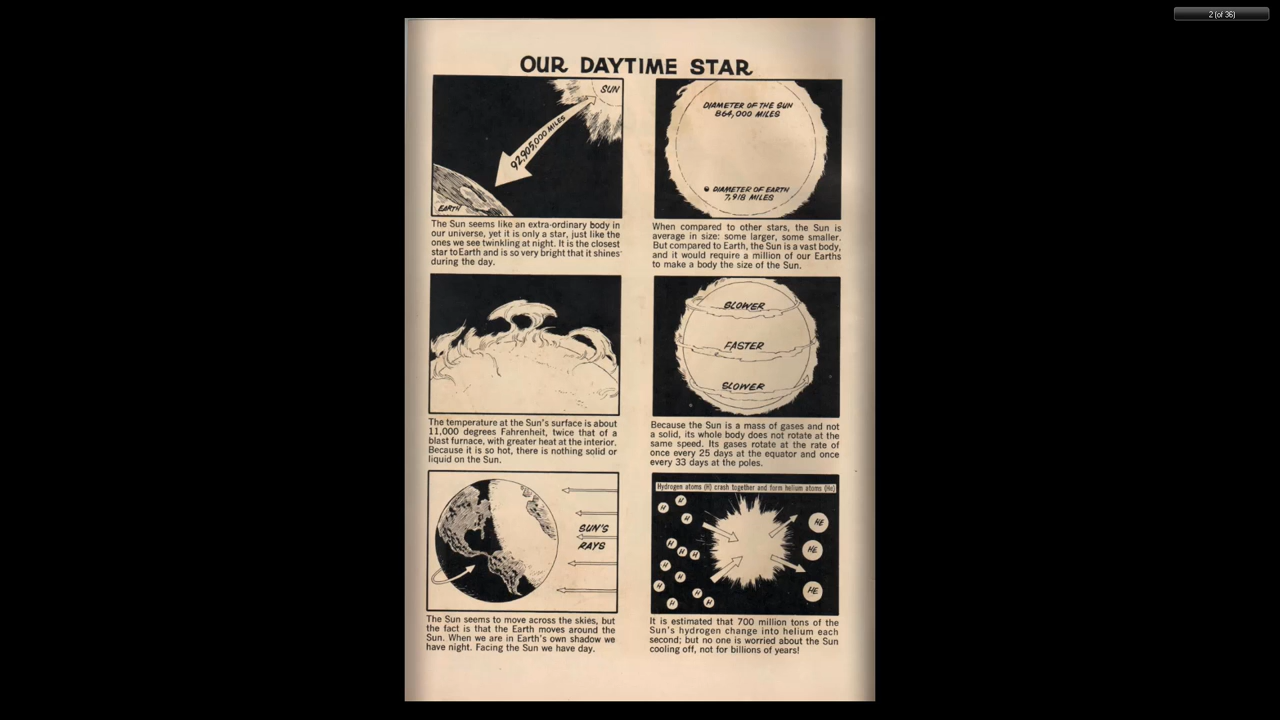 2 (of 36)
OUR DAYTIME STAR
SUN
92,905,000 MILES
EARTH
The Sun seems like an extra-ordinary body in
our universe, yet it is only a star, just like the
ones we see twinkling at night. It is the closest
star to Earth and is so very bright that it shines
during the day.
DIAMETER OF THE SUN
864,000 MILES
DIAMETER OF EARTH
7,918 MILES
When compared to other stars, the Sun is
average in size: some larger, some smaller.
But compared to Earth, the Sun is a vast body,
and it would require a million of our Earths
to make a body the size of the Sun.
The temperature at the Sun's surface is about
11,000 degrees Fahrenheit, twice that of a
blast furnace, with greater heat at the interior.
Because it is so hot, there is nothing solid or
liquid on the Sun.
SLOWER
FASTER
SLOWER
Because the Sun is a mass of gases and not
a solid, its whole body does not rotate at the
same speed. Its gases rotate at the rate of
once every 25 days at the equator and once
every 33 days at the poles.
SUN'S
RAYS
The Sun seems to move across the skies, but
the fact is that the Earth moves around the
Sun. When we are in Earth's own shadow we
have night. Facing the Sun we have day.
Hydrogen atoms (H) crash together and form helium atoms (He)
H
H
H
H
H
H
H
H
H
H
H
H
HE
HE
HE
It is estimated that 700 million tons of the
Sun's hydrogen change into helium each
second; but no one is worried about the Sun
cooling off, not for billions of years!